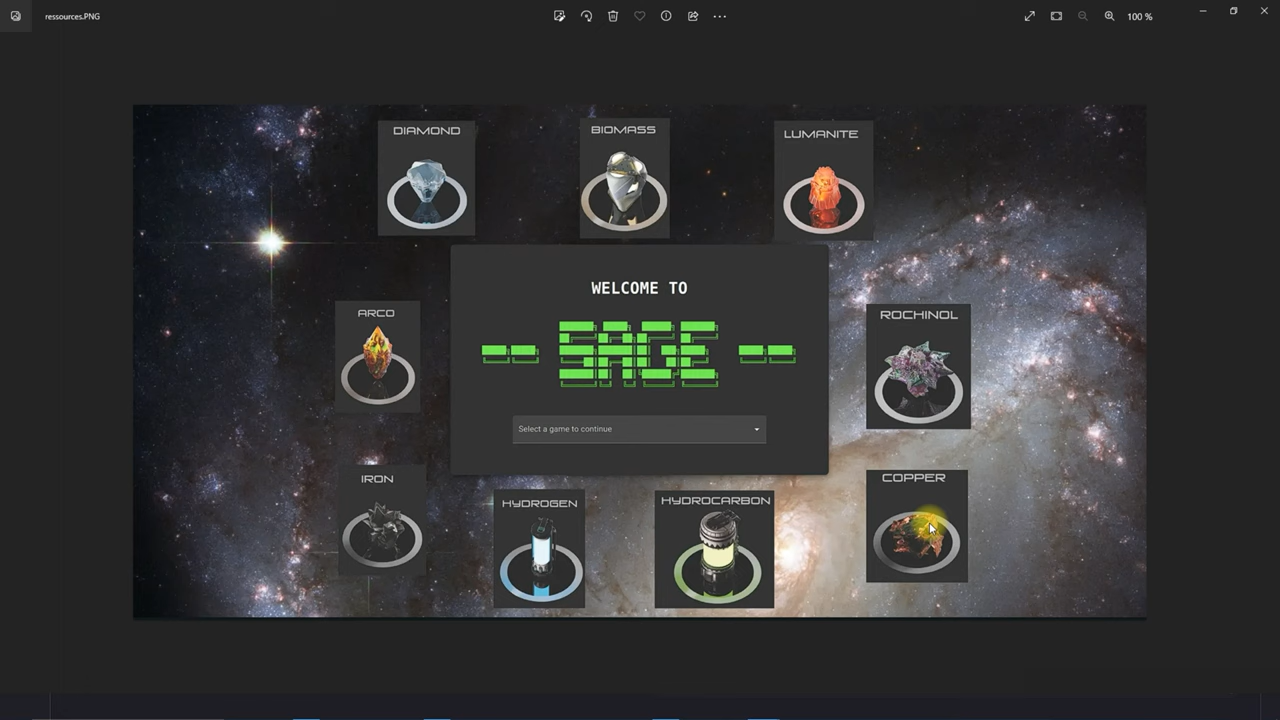 ressources.PNG
100 %
DIAMOND
BIOMASS
LUMANITE
WELCOME TO
SAGE
Select a game to continue
ARCO
ROCHINOL
IRON
HYDROGEN
HYDROCARBON
COPPER